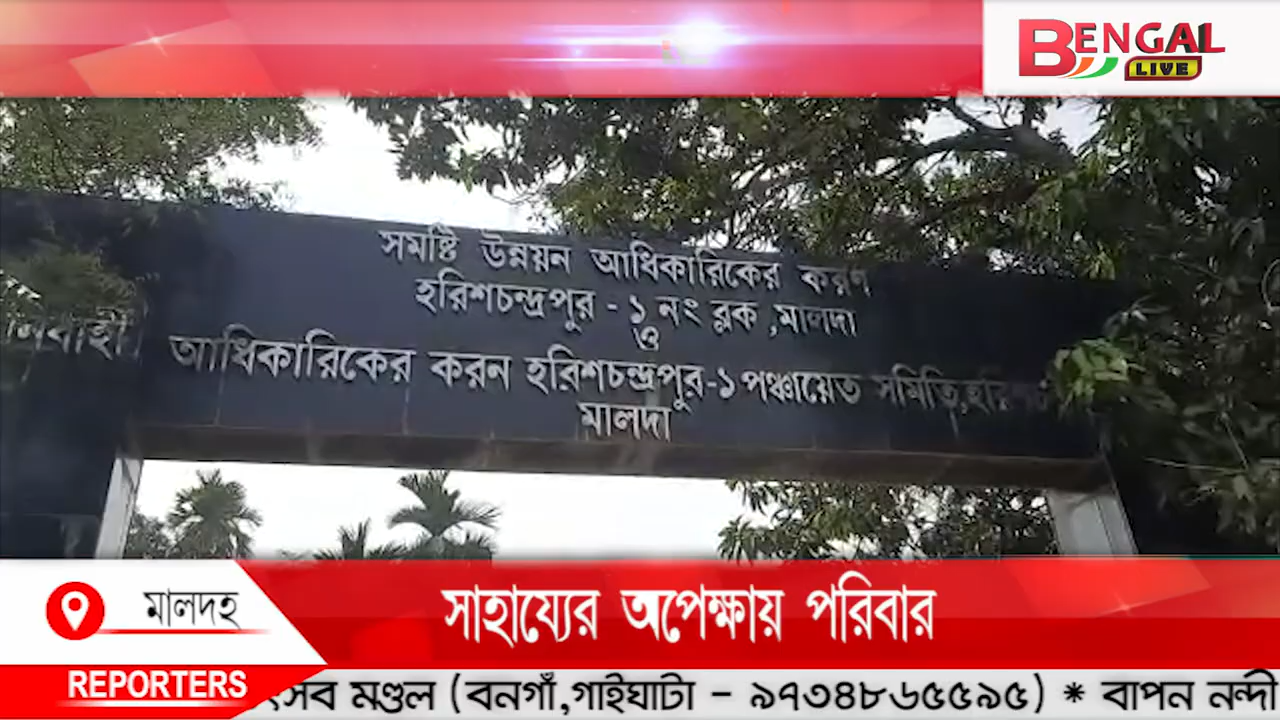 BENGAL
LIVE
সমষ্টি উন্নয়ন আধিকারিকের করণ
হরিশচন্দ্রপুর - ১ নং ব্লক ,মালদা
ও
আধিকারিকের করন হরিশচন্দ্রপুর-১ পঞ্চায়েত সমিতি,
মালদা
মালদহ
সাহায্যের অপেক্ষায় পরিবার
REPORTERS
মণ্ডল (বনগাঁ,গাইঘাটা - ৯৭৩৪৮৬৫৫৯৫) * বাপন নন্দী